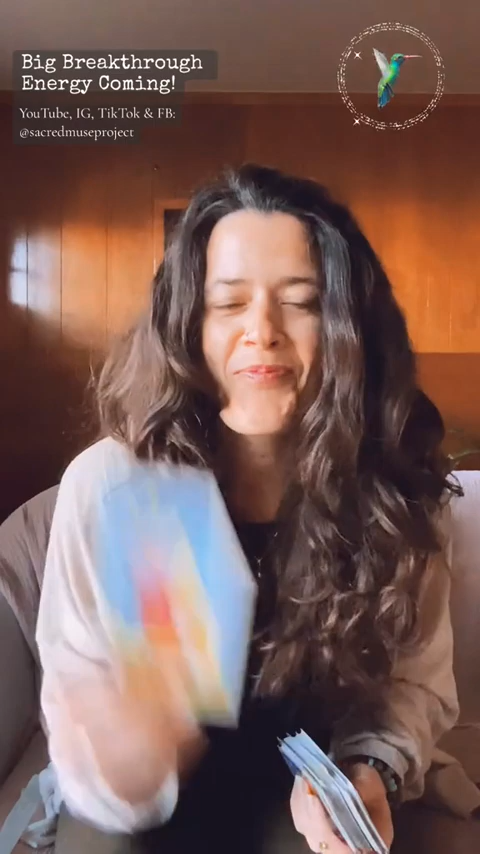 Big Breakthrough
Energy Coming!
YouTube, IG, TikTok & FB:
@sacredmuseproject